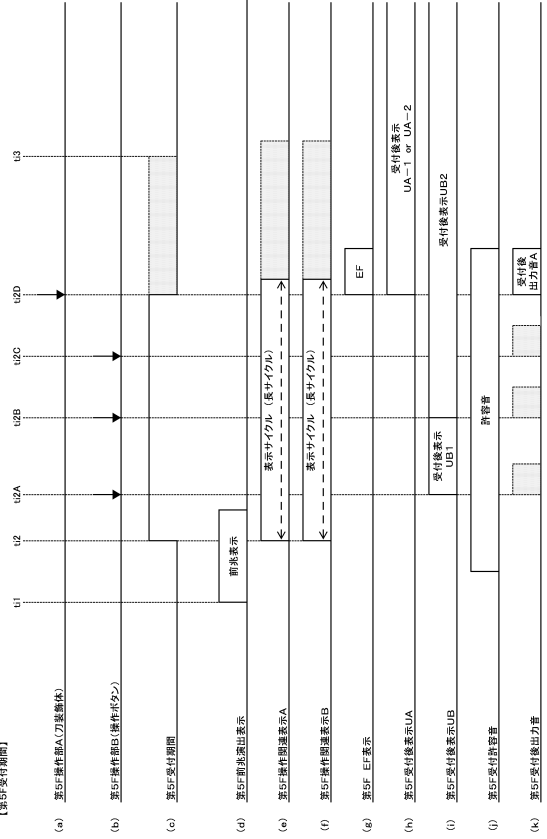 【第5F受付期間】
ti1
ti2
ti2A
ti2B
ti2C
ti2D
ti3
(a) 第5F操作部A(刀装飾体)
(b) 第5F操作部B(操作ボタン)
(c) 第5F受付期間
(d) 第5F前兆演出表示
前兆表示
(e) 第5F操作関連表示A
表示サイクル (長サイクル)
(f) 第5F操作関連表示B
表示サイクル (長サイクル)
(g) 第5F EF表示
EF
(h) 第5F受付後表示UA
受付後表示
UA-1 or UA-2
(i) 第5F受付後表示UB
受付後表示
UB1
受付後表示UB2
(j) 第5F受付許容音
許容音
(k) 第5F受付後出力音
受付後
出力音A